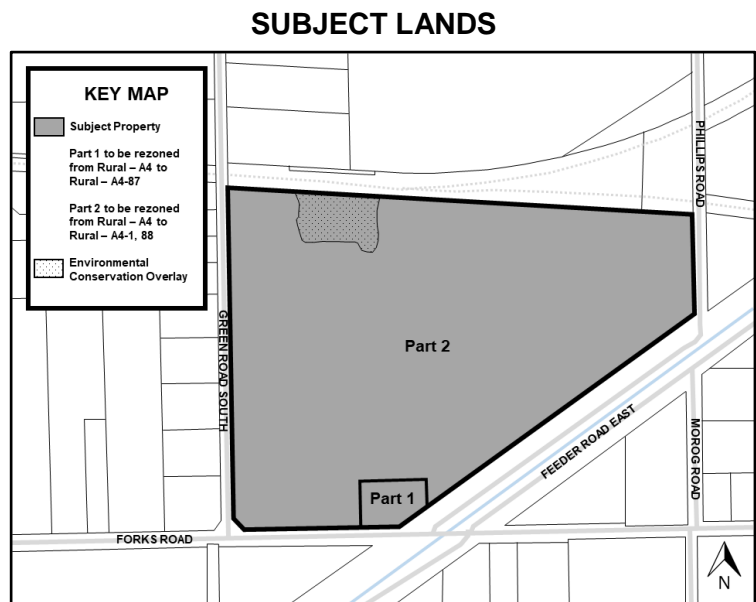 SUBJECT LANDS
KEY MAP
Subject Property
Part 1 to be rezoned
from Rural – A4 to
Rural – A4-87
Part 2 to be rezoned
from Rural – A4 to
Rural – A4-1, 88
Environmental
Conservation Overlay
PHILLIPS ROAD
GREEN ROAD SOUTH
Part 2
FEEDER ROAD EAST
MOROG ROAD
Part 1
FORKS ROAD
N